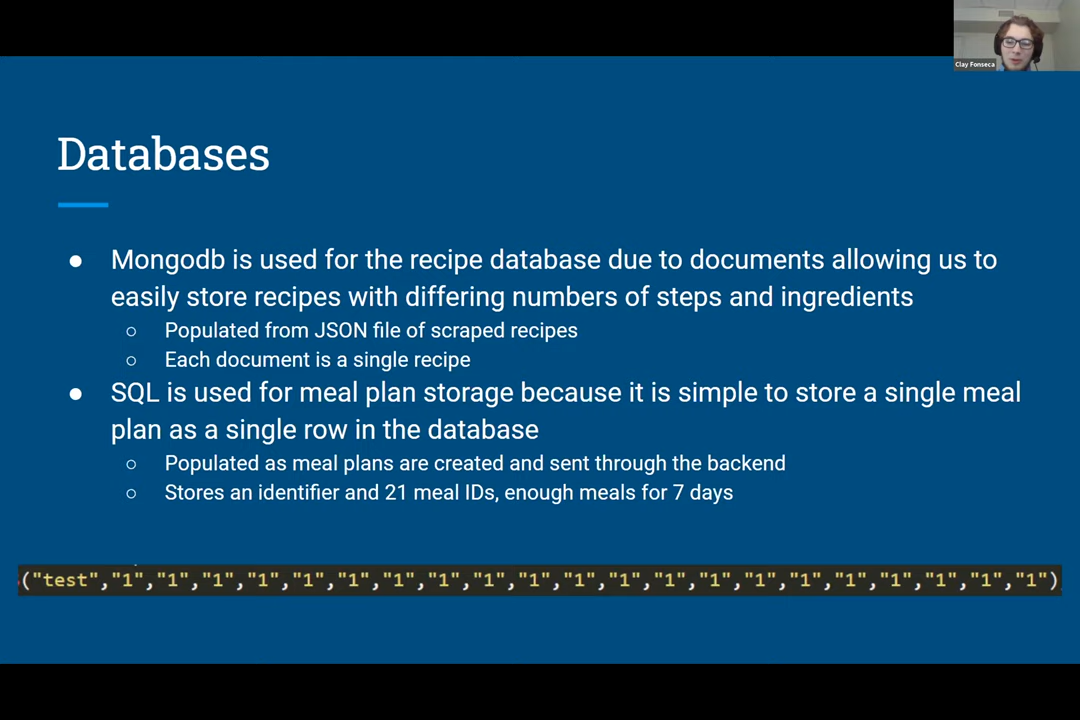 Clay Fonseca
Databases
● Mongodb is used for the recipe database due to documents allowing us to
easily store recipes with differing numbers of steps and ingredients
○ Populated from JSON file of scraped recipes
○ Each document is a single recipe
● SQL is used for meal plan storage because it is simple to store a single meal
plan as a single row in the database
○ Populated as meal plans are created and sent through the backend
○ Stores an identifier and 21 meal IDs, enough meals for 7 days
("test","1","1","1","1","1","1","1","1","1","1","1","1","1","1","1","1","1","1","1","1","1")